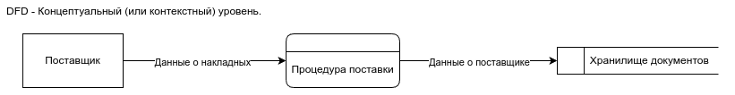 DFD - Концептуальный (или контекстный) уровень.
Поставщик
Данные о накладных
Процедура поставки
Данные о поставщике
Хранилище документов